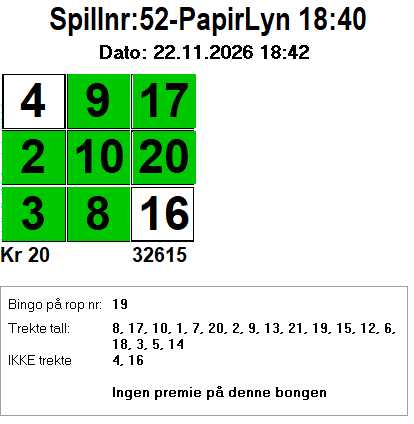 Spillnr:52-PapirLyn 18:40
Dato: 22.11.2026 18:42
4 9 17
2 10 20
3 8 16
Kr 20 32615
Bingo på rop nr: 19
Trekte tall: 8, 17, 10, 1, 7, 20, 2, 9, 13, 21, 19, 15, 12, 6,
18, 3, 5, 14
IKKE trekte 4, 16
Ingen premie på denne bongen